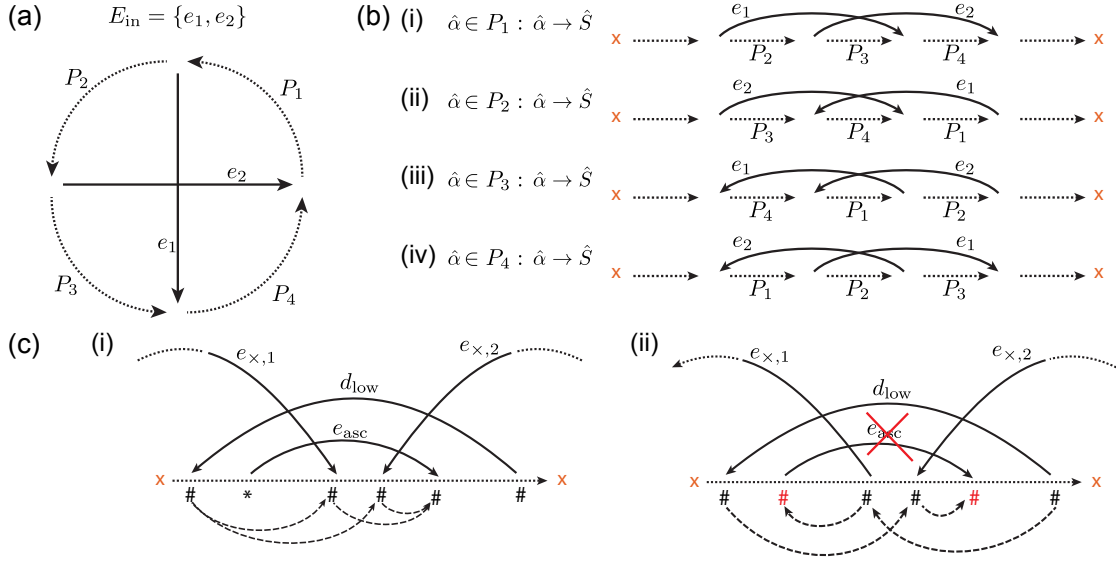 (a)
E_in = {e_1, e_2}
P_2
P_1
e_2
e_1
P_3
P_4
(b)
(i) α̂ ∈ P_1 : α̂ → Ŝ
e_1 e_2
x x
P_2 P_3 P_4
(ii) α̂ ∈ P_2 : α̂ → Ŝ
e_2 e_1
x x
P_3 P_4 P_1
(iii) α̂ ∈ P_3 : α̂ → Ŝ
e_1 e_2
x x
P_4 P_1 P_2
(iv) α̂ ∈ P_4 : α̂ → Ŝ
e_2 e_1
x x
P_1 P_2 P_3
(c)
(i)
e_×,1 e_×,2
d_low
e_asc
x x
# * # # # #
(ii)
e_×,1 e_×,2
d_low
e_asc
x x
# # # # # #